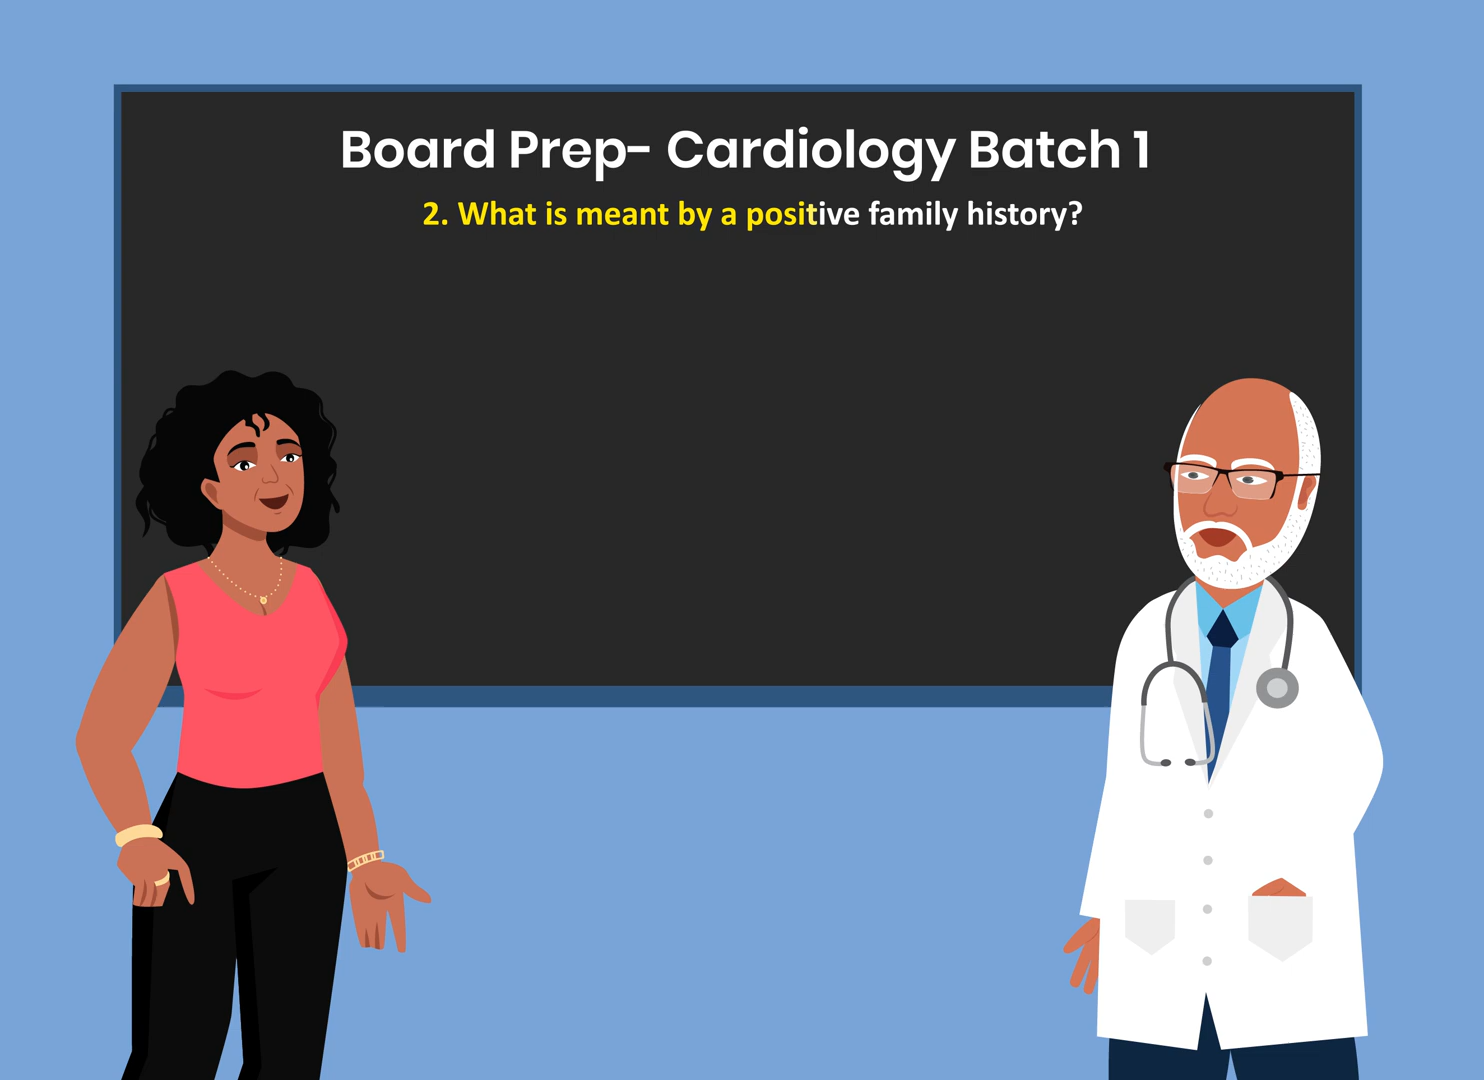 Board Prep- Cardiology Batch 1
2. What is meant by a positive family history?